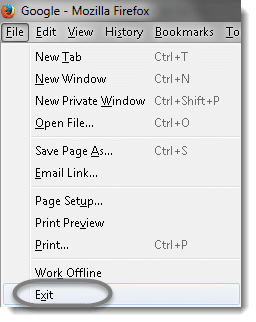 Google - Mozilla Firefox
File Edit View History Bookmarks To
New Tab Ctrl+T
New Window Ctrl+N
New Private Window Ctrl+Shift+P
Open File... Ctrl+O
Save Page As... Ctrl+S
Email Link...
Page Setup...
Print Preview
Print... Ctrl+P
Work Offline
Exit